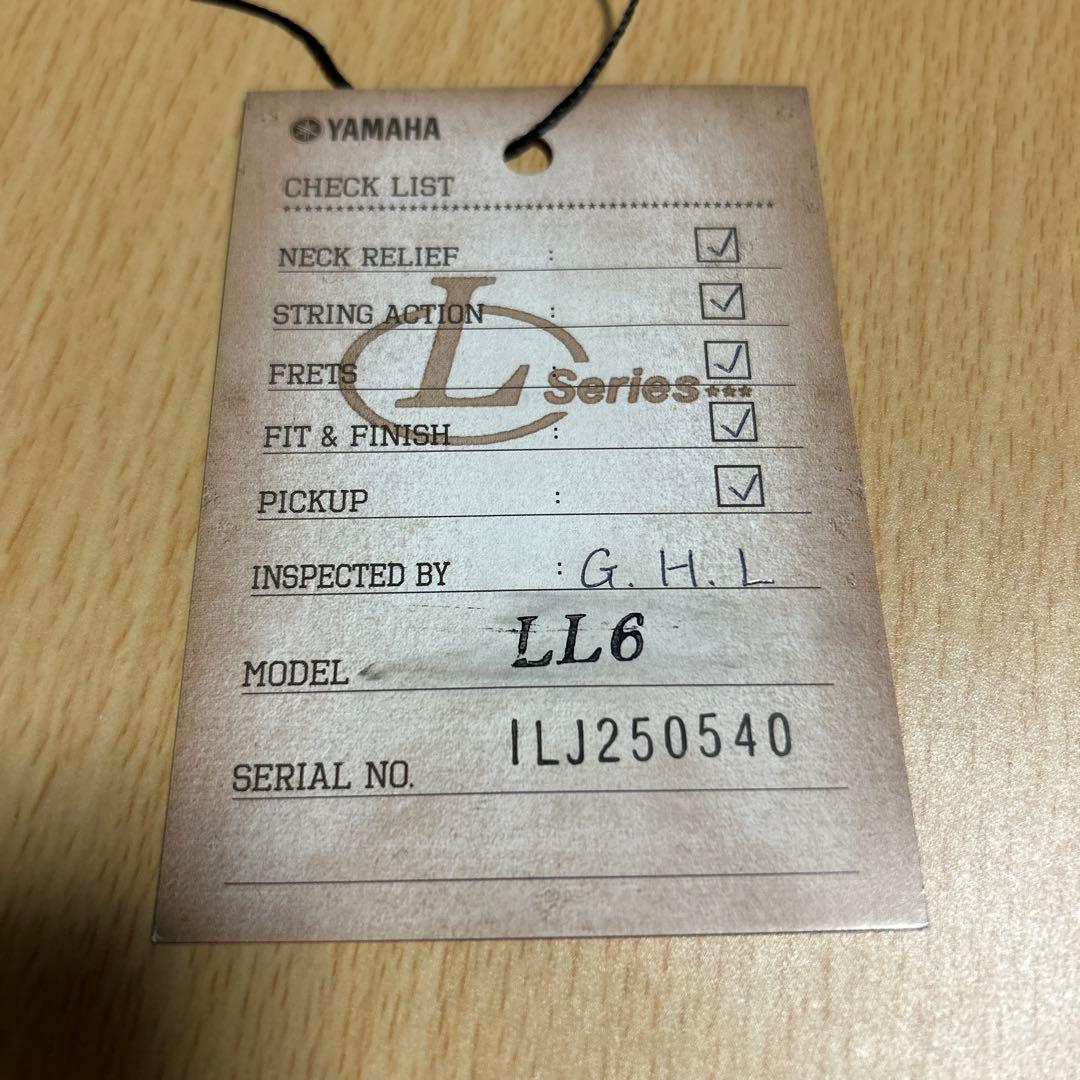 YAMAHA
CHECK LIST
NECK RELIEF : ☑
STRING ACTION : ☑
FRETS : ☑
L Series***
FIT & FINISH : ☑
PICKUP : ☑
INSPECTED BY : G. H. L
MODEL LL6
SERIAL NO. ILJ250540